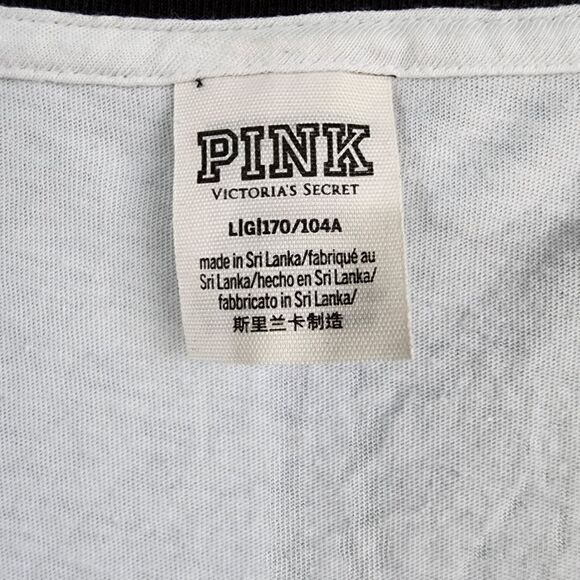 PINK
VICTORIA'S SECRET
L|G|170/104A
made in Sri Lanka/fabriqué au
Sri Lanka/hecho en Sri Lanka/
fabbricato in Sri Lanka/
斯里兰卡制造